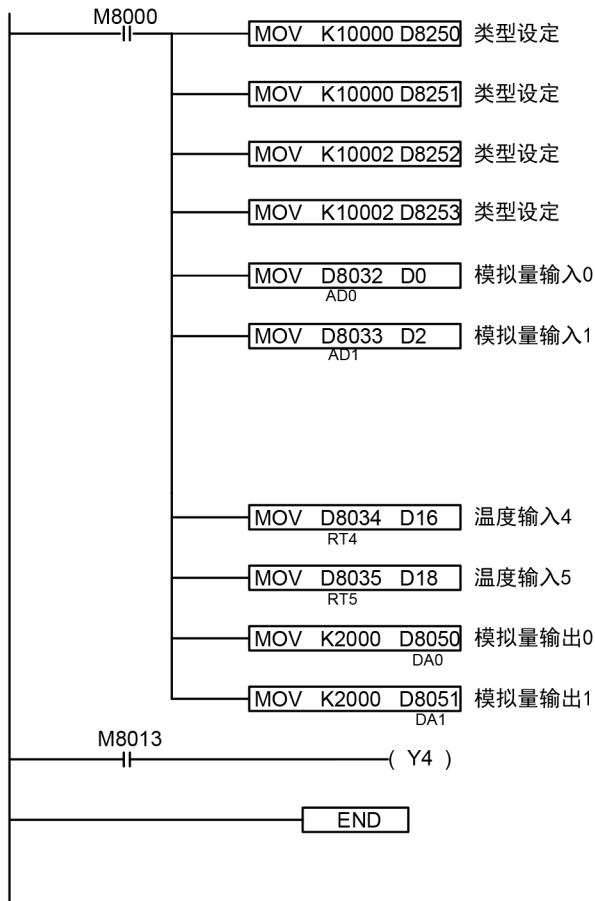 M8000
MOV K10000 D8250 类型设定
MOV K10000 D8251 类型设定
MOV K10002 D8252 类型设定
MOV K10002 D8253 类型设定
MOV D8032 D0 模拟量输入0
AD0
MOV D8033 D2 模拟量输入1
AD1
MOV D8034 D16 温度输入4
RT4
MOV D8035 D18 温度输入5
RT5
MOV K2000 D8050 模拟量输出0
DA0
MOV K2000 D8051 模拟量输出1
DA1
M8013
( Y4 )
END